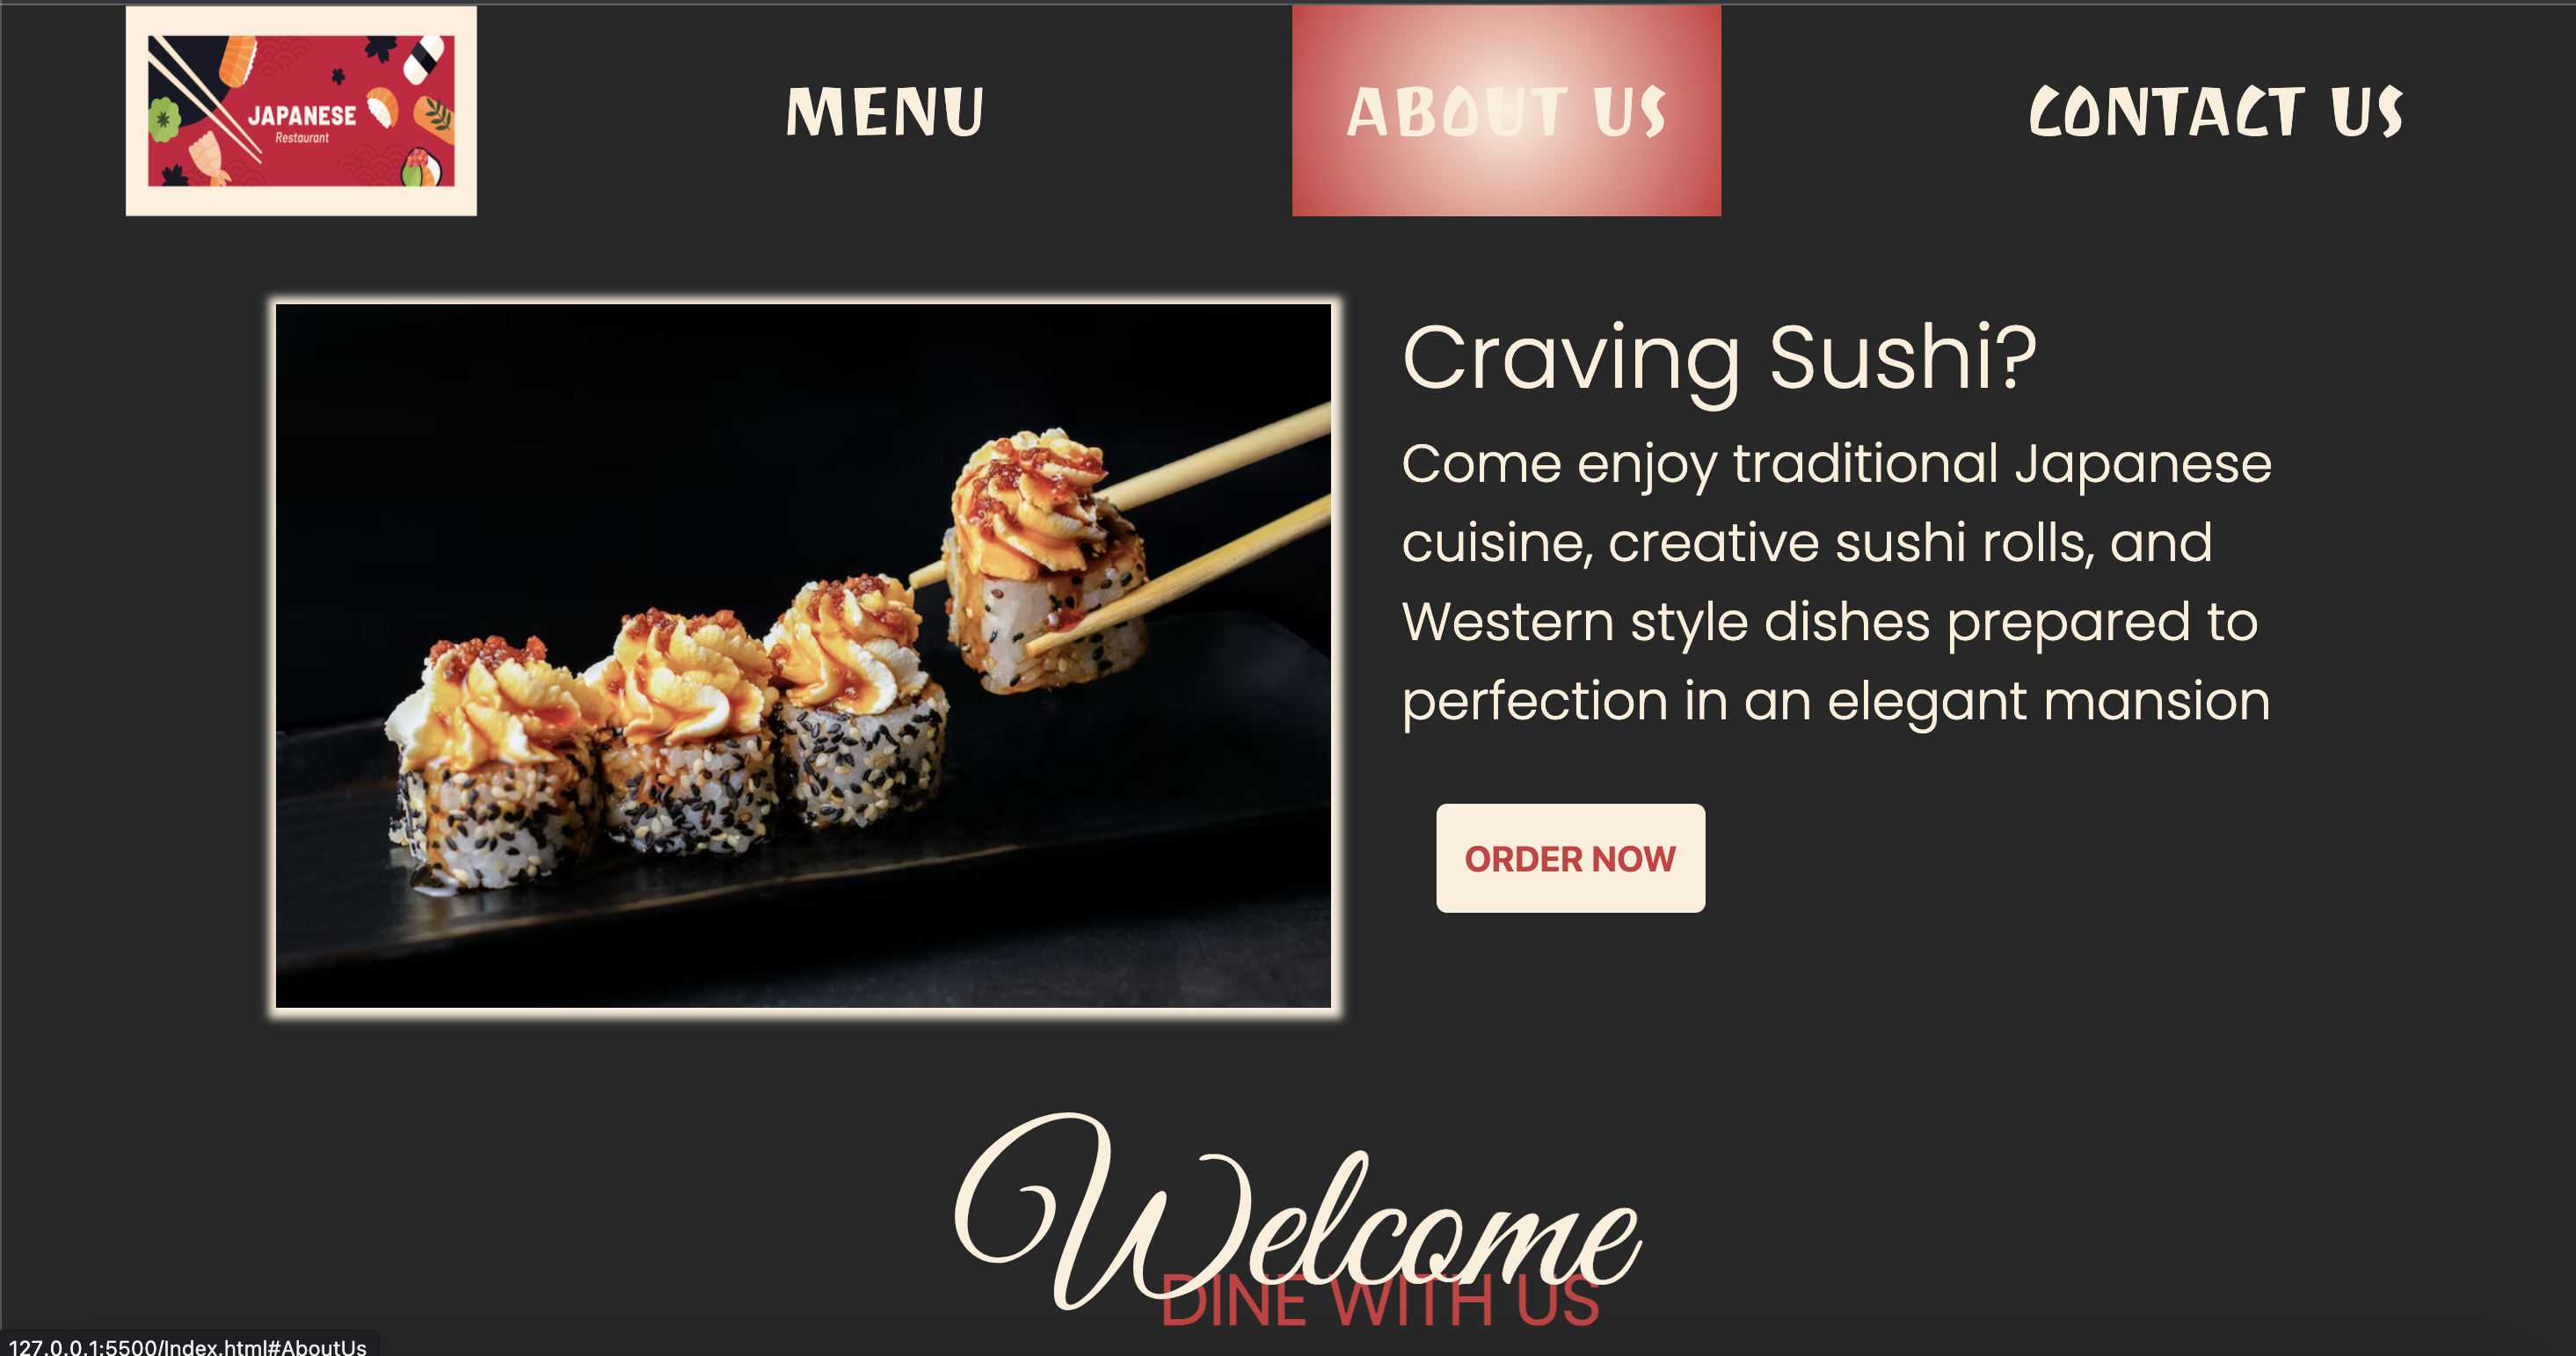 JAPANESE
Restaurant
MENU
ABOUT US
CONTACT US
Craving Sushi?
Come enjoy traditional Japanese
cuisine, creative sushi rolls, and
Western style dishes prepared to
perfection in an elegant mansion
ORDER NOW
Welcome
DINE WITH US
127.0.0.1:5500/Index.html#AboutUs